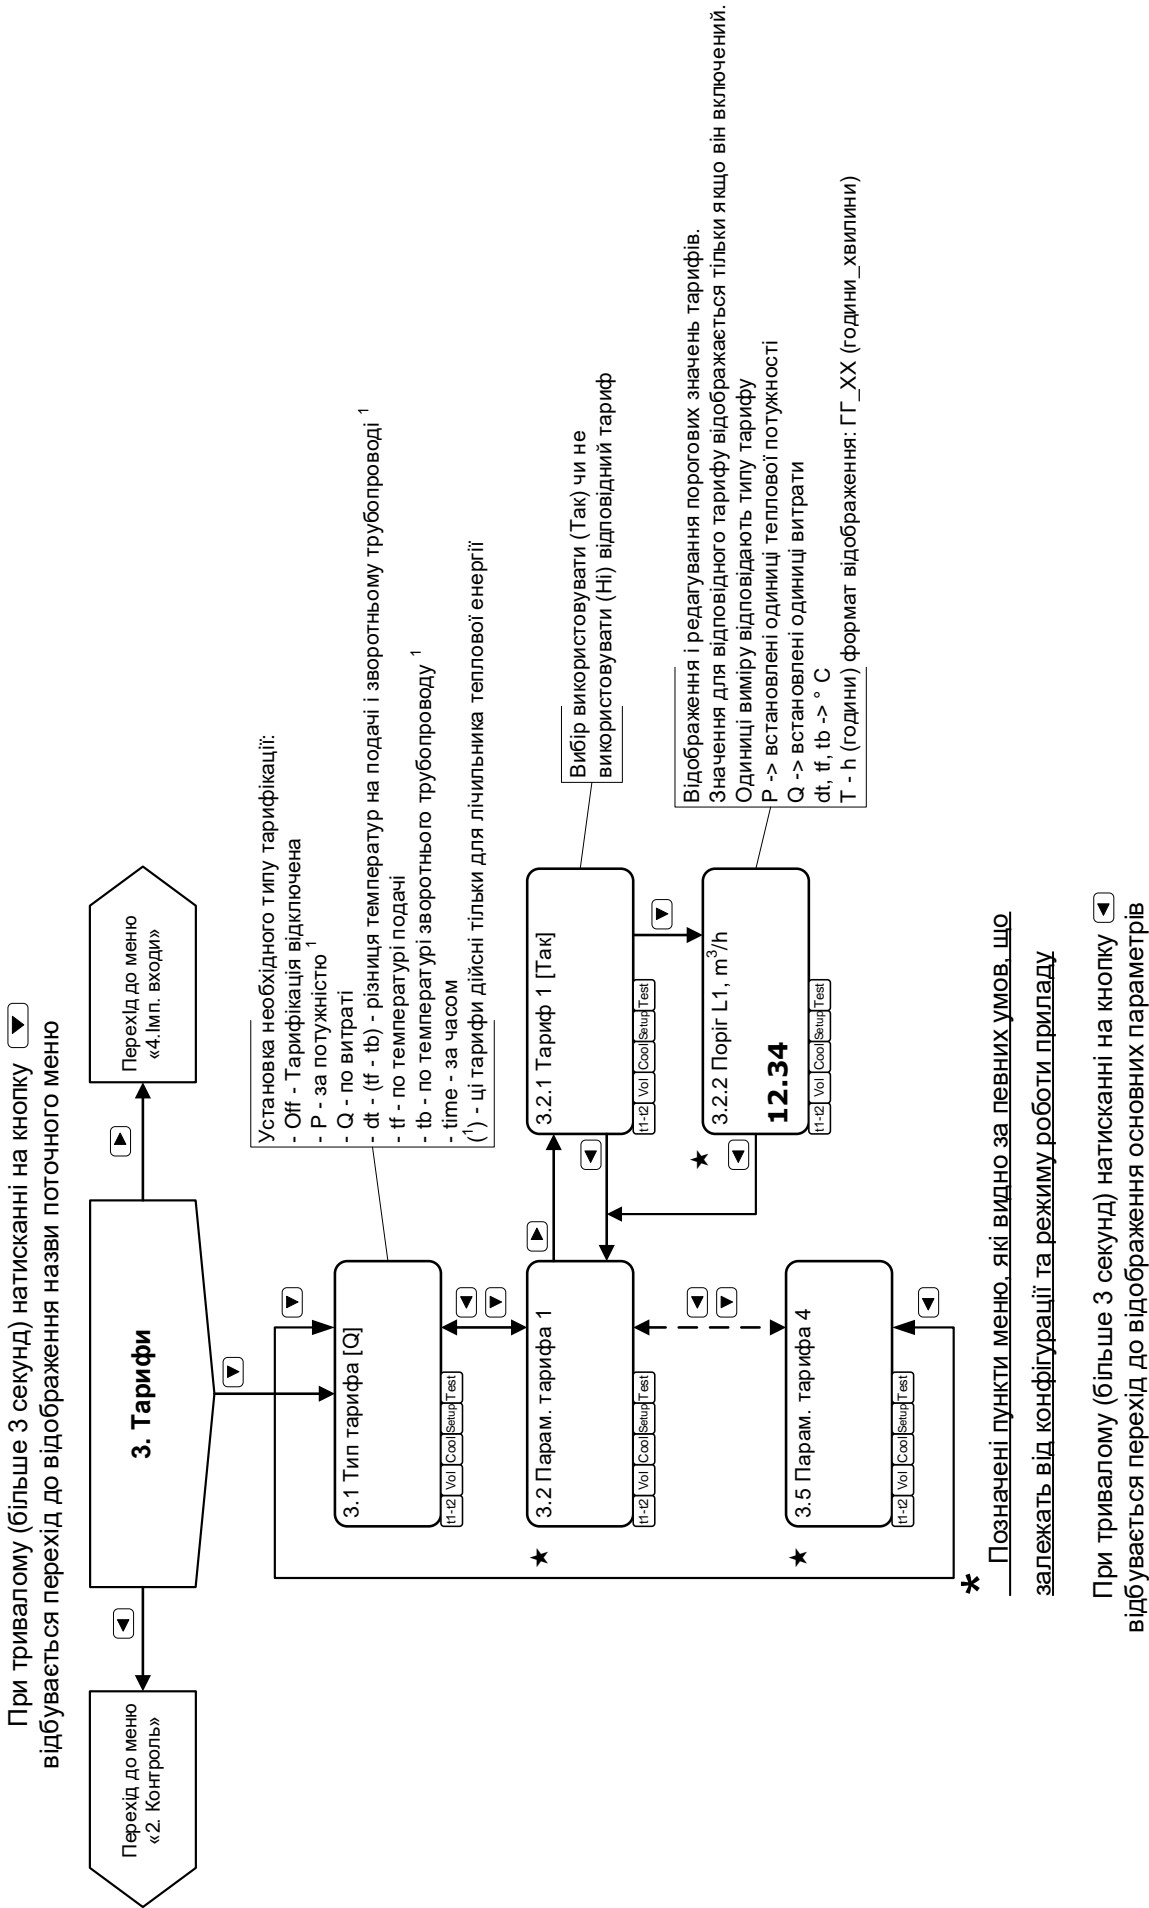 При тривалому (більше 3 секунд) натисканні на кнопку
відбувається перехід до відображення назви поточного меню
Перехід до меню
«2. Контроль»
3. Тарифи
Перехід до меню
«4.Імп. входи»
Установка необхідного типу тарифікації:
- Off - Тарифікація відключена
- P - за потужністю ¹
- Q - по витраті
- dt - (tf - tb) - різниця температур на подачі і зворотньому трубопроводі ¹
- tf - по температурі подачі
- tb - по температурі зворотнього трубопроводу ¹
- time - за часом
(¹) - ці тарифи дійсні тільки для лічильника теплової енергії
3.1 Тип тарифа [Q]
t1-t2 Vol Cool Setup Test
3.2 Парам. тарифа 1
t1-t2 Vol Cool Setup Test
3.2.1 Тариф 1 [Так]
t1-t2 Vol Cool Setup Test
Вибір використовувати (Так) чи не
використовувати (Ні) відповідний тариф
3.2.2 Поріг L1, m³/h
12.34
t1-t2 Vol Cool Setup Test
Відображення і редагування порогових значень тарифів.
Значення для відповідного тарифу відображається тільки якщо він включений.
Одиниці виміру відповідають типу тарифу
P -> встановлені одиниці теплової потужності
Q -> встановлені одиниці витрати
dt, tf, tb -> ° C
T - h (години) формат відображення: ГГ_ХХ (години_хвилини)
3.5 Парам. тарифа 4
t1-t2 Vol Cool Setup Test
* Позначені пункти меню, які видно за певних умов, що
залежать від конфігурації та режиму роботи приладу
При тривалому (більше 3 секунд) натисканні на кнопку
відбувається перехід до відображення основних параметрів